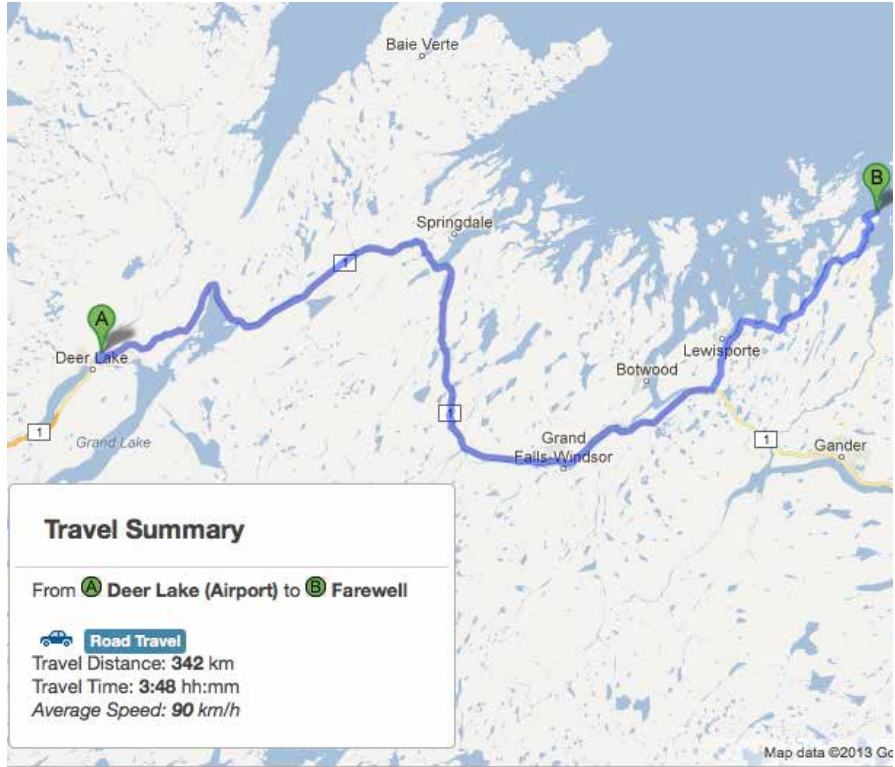 Baie Verte
B
Springdale
1
A
Deer Lake
Lewisporte
Botwood
1
1
Grand Lake
Grand
Falls-Windsor
1
Gander
Travel Summary
From A Deer Lake (Airport) to B Farewell
Road Travel
Travel Distance: 342 km
Travel Time: 3:48 hh:mm
Average Speed: 90 km/h
Map data ©2013 Go